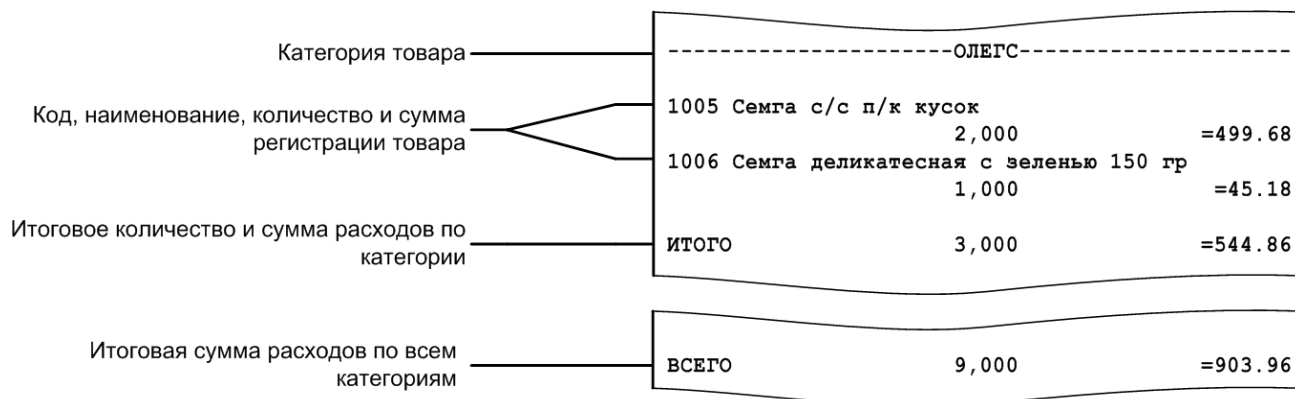 Категория товара
--------------------ОЛЕГС--------------------
Код, наименование, количество и сумма
регистрации товара
1005 Семга с/с п/к кусок
2,000 =499.68
1006 Семга деликатесная с зеленью 150 гр
1,000 =45.18
Итоговое количество и сумма расходов по
категории
ИТОГО 3,000 =544.86
Итоговая сумма расходов по всем
категориям
ВСЕГО 9,000 =903.96